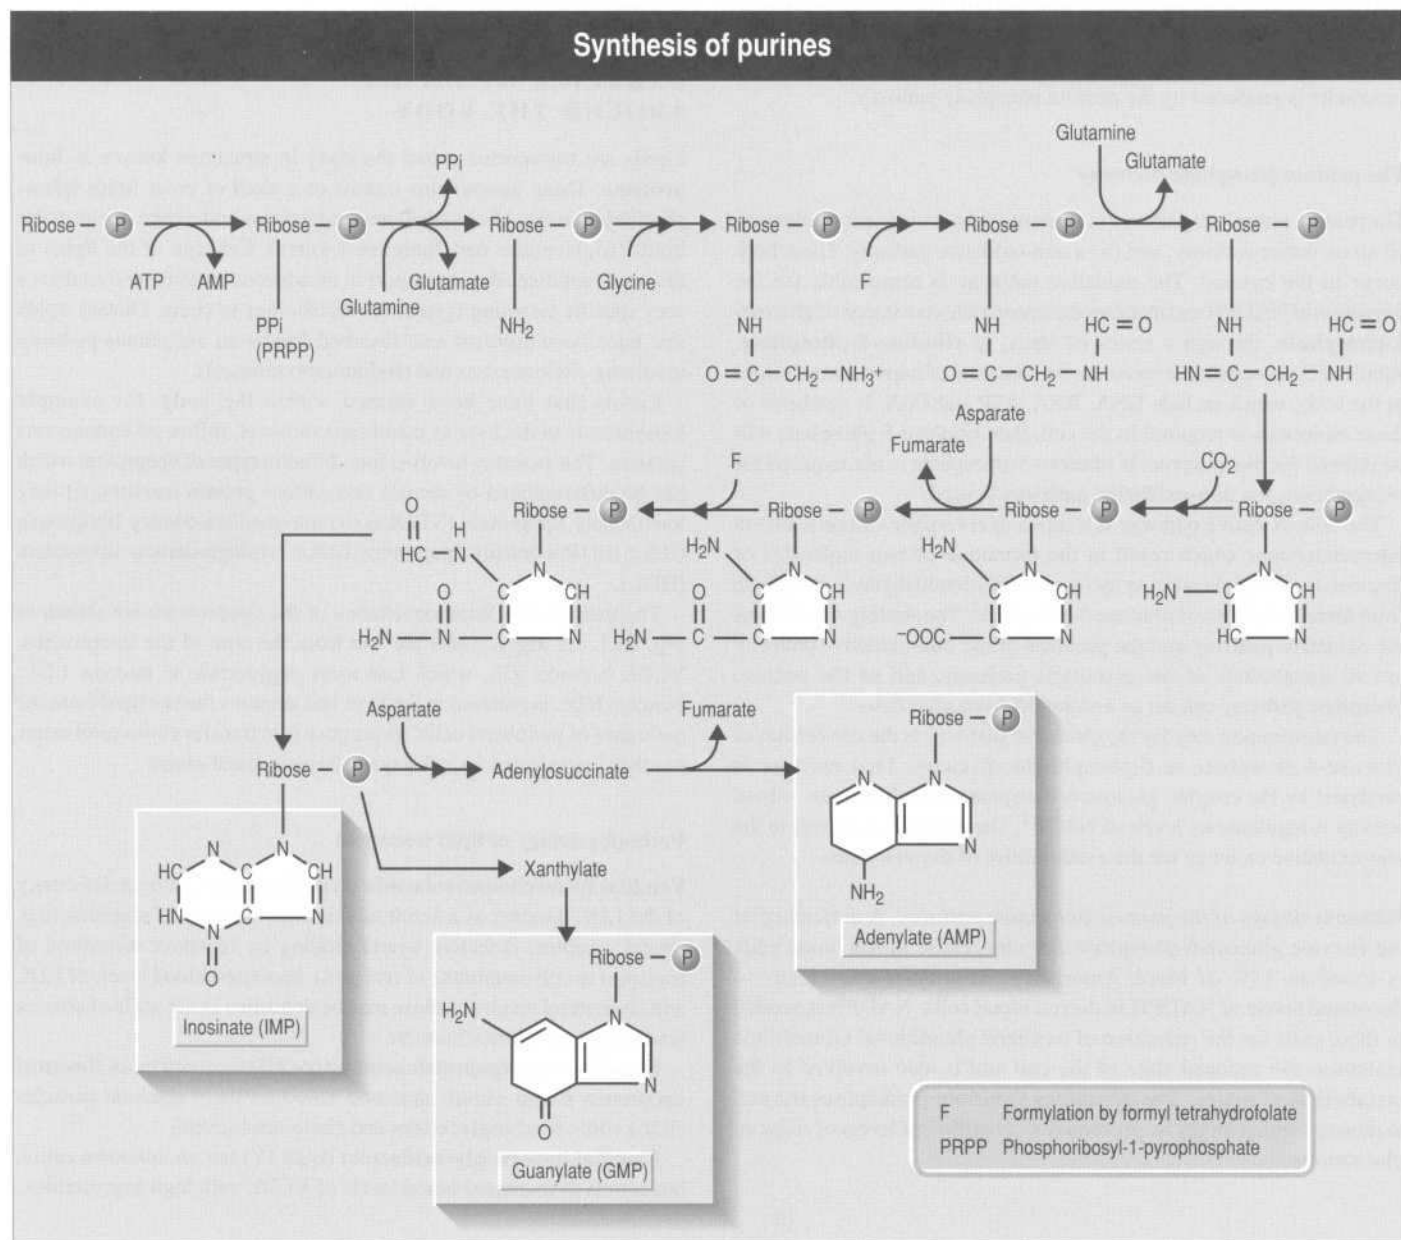 Synthesis of purines
Glutamine
Glutamate
PPi
Ribose – P Ribose – P Ribose – P Ribose – P Ribose – P Ribose – P
ATP AMP Glutamine Glutamate Glycine F
PPi
(PRPP)
NH2
NH NH HC=O NH HC=O
O=C–CH2–NH3+ O=C–CH2 NH HN=C–CH2–NH
Asparate
Fumarate
F CO2
Ribose – P Ribose – P Ribose – P Ribose – P
O H
HC–N
H2N H2N
N N N N
C CH C CH C CH H2N–C CH
O
H2N–N–C N H2N–C–C N –OOC–C N HC N
O
Aspartate Fumarate
Ribose – P Adenylosuccinate
Ribose – P
N N
N
NH2
Adenylate (AMP)
Xanthylate
N N
HC C CH
HN C N
N
O
Inosinate (IMP)
Ribose – P
H2N N
N
O
Guanylate (GMP)
F Formylation by formyl tetrahydrofolate
PRPP Phosphoribosyl-1-pyrophosphate